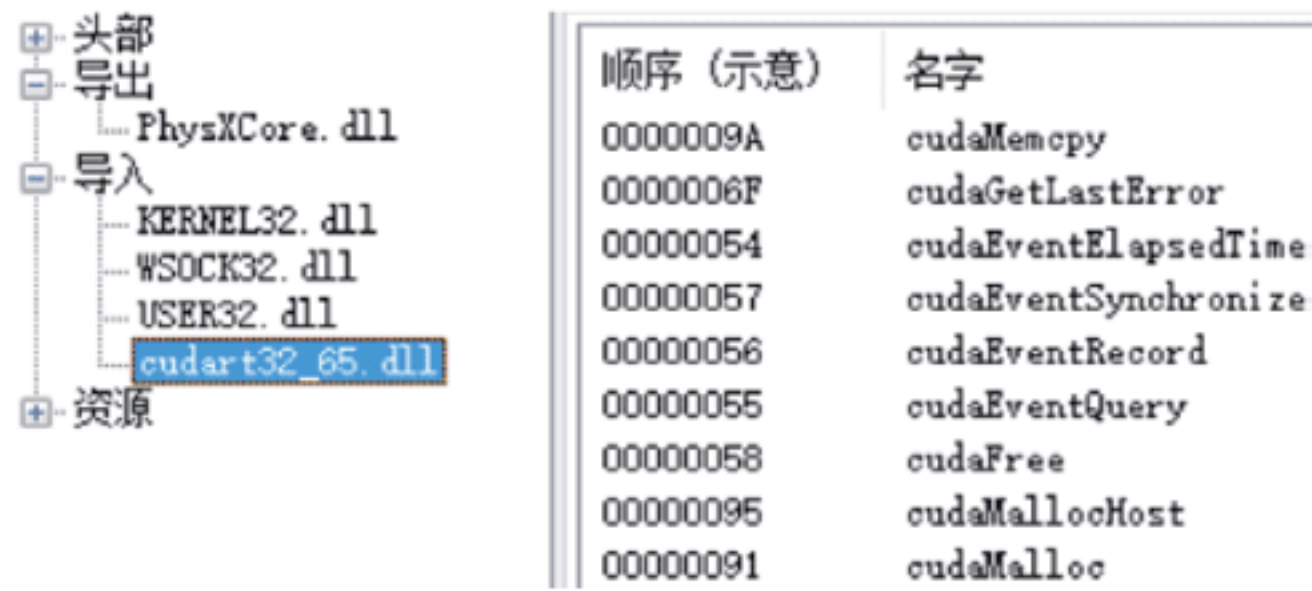 头部
导出
PhysXCore.dll
导入
KERNEL32.dll
WSOCK32.dll
USER32.dll
cudart32_65.dll
资源
顺序（示意） 名字
0000009A cudaMemcpy
0000006F cudaGetLastError
00000054 cudaEventElapsedTime
00000057 cudaEventSynchronize
00000056 cudaEventRecord
00000055 cudaEventQuery
00000058 cudaFree
00000095 cudaMallocHost
00000091 cudaMalloc